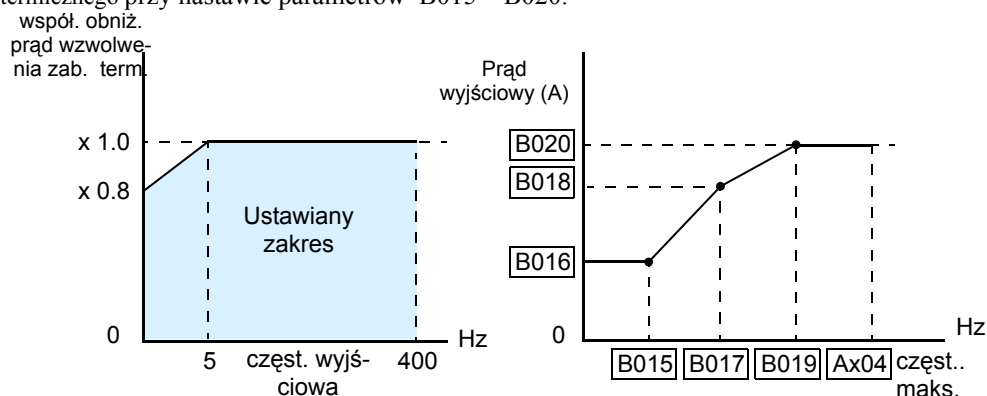 termicznego przy nastawie parametrów B015 – B020.
współ. obniż.
prąd wzwolwe-
nia zab. term.
x 1.0
x 0.8
Ustawiany
zakres
0
5
częst. wyjś-
ciowa
400
Hz
Prąd
wyjściowy (A)
B020
B018
B016
0
Hz
B015
B017
B019
Ax04
częst..
maks.